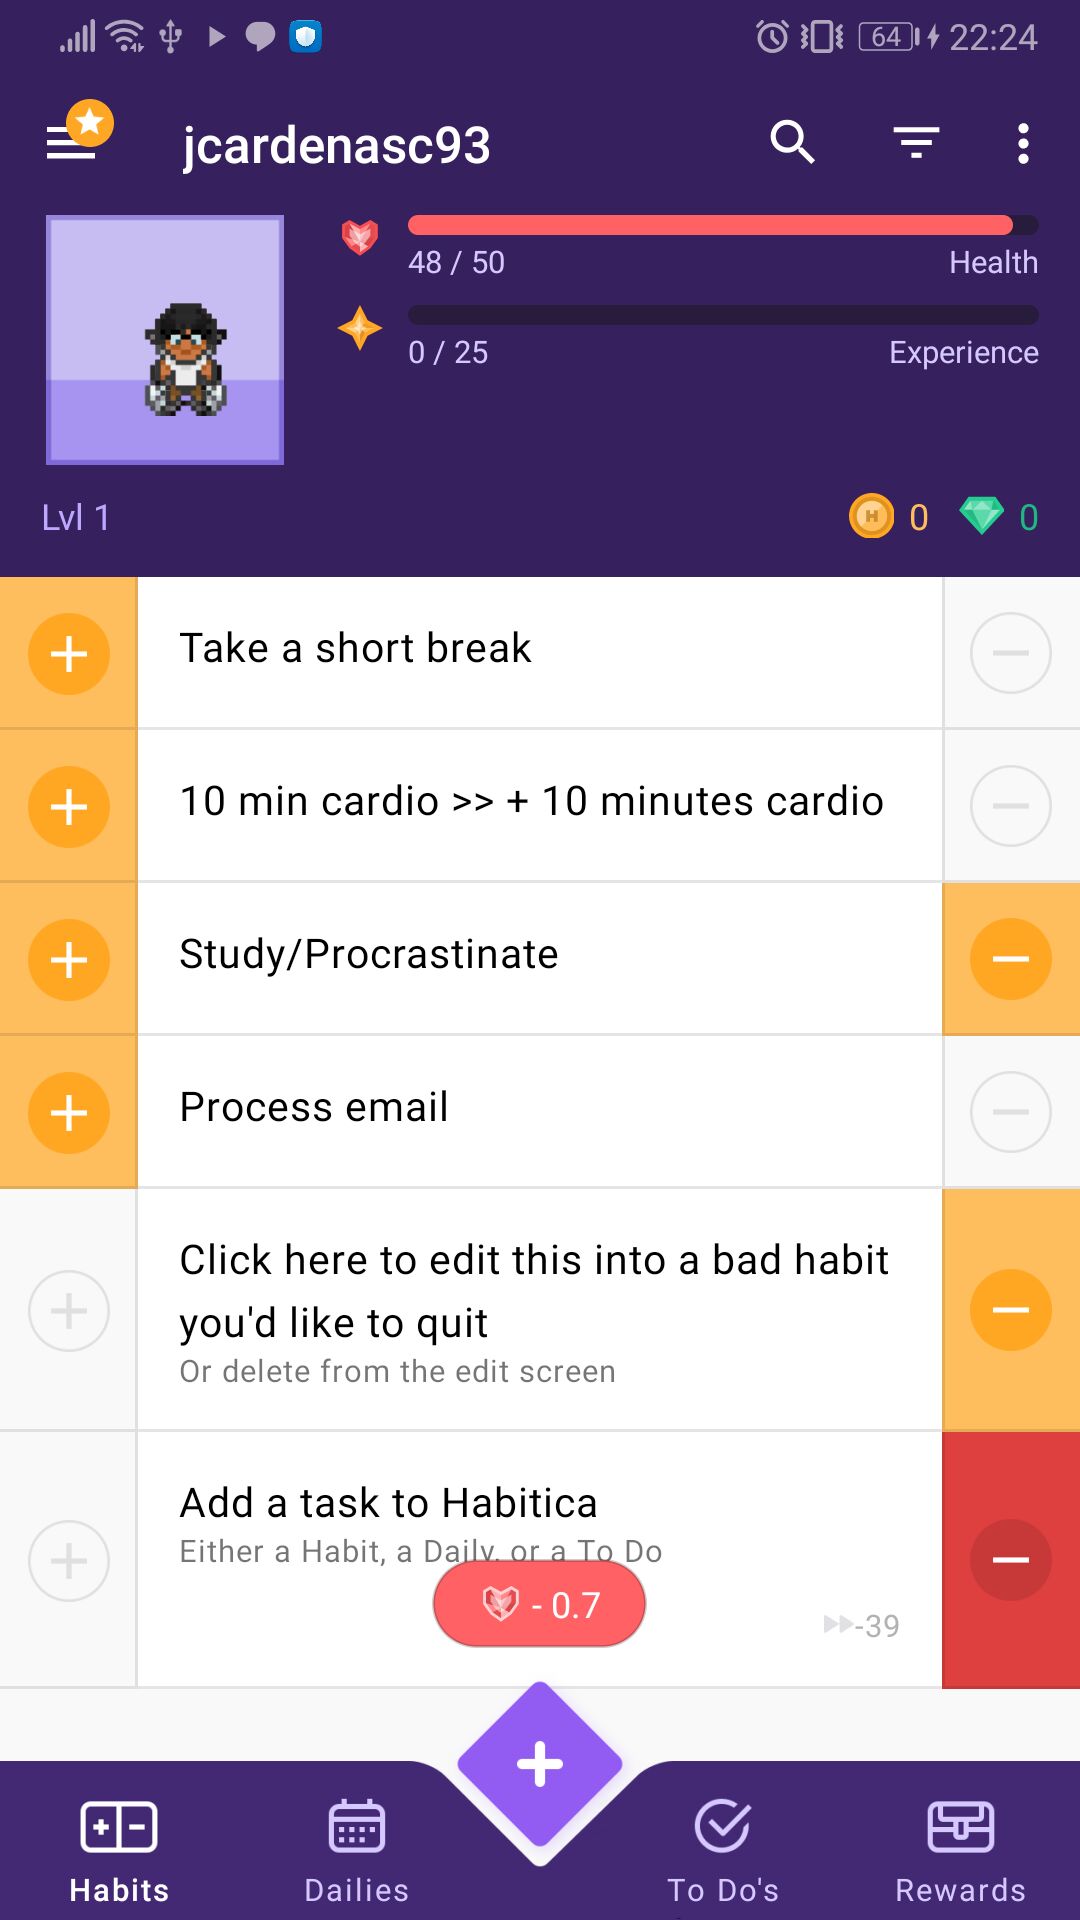 64 22:24
jcardenasc93
48 / 50 Health
0 / 25 Experience
Lvl 1 0 0
Take a short break
10 min cardio >> + 10 minutes cardio
Study/Procrastinate
Process email
Click here to edit this into a bad habit
you'd like to quit
Or delete from the edit screen
Add a task to Habitica
Either a Habit, a Daily, or a To Do
- 0.7
-39
Habits Dailies To Do's Rewards